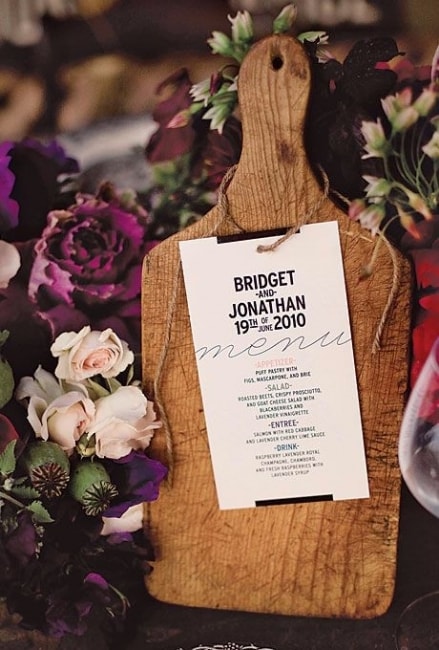 BRIDGET
-AND-
JONATHAN
19TH OF JUNE 2010
menu
-APPETIZER-
PUFF PASTRY WITH
FIGS, MASCARPONE, AND BRIE
-SALAD-
ROASTED BEETS, CRISPY PROSCIUTTO,
AND GOAT CHEESE SALAD WITH
BLACABERRIES AND
LAVENDER VINAIGRETTE
-ENTREE-
SALMON WITH RED CABBAGE
AND LAVENDER CHERRY LIME SAUCE
-DRINK-
RASPBERRY LAVENDER ROYAL
CHAMPAGNE, CHAMBORD,
AND FRESH RASPBERRIES WITH
LAVENDER SYRUP